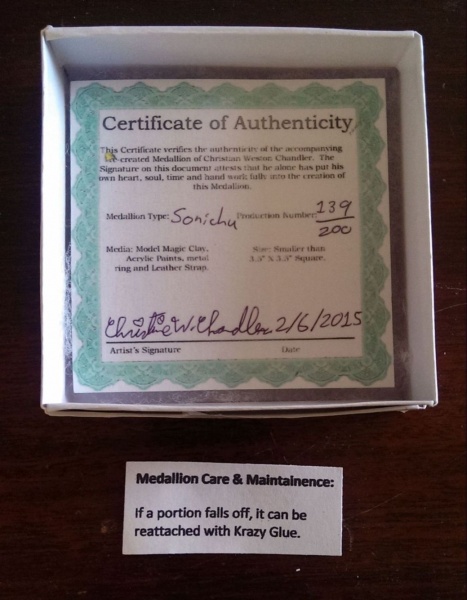 Certificate of Authenticity
This Certificate verifies the authenticity of the accompanying
re-created Medallion of Christian Weston Chandler. The
Signature on this document attests that he alone has put his
own heart, soul, time and hand work fully into the creation of
this Medallion.
Medallion Type: Sonichu Production Number: 139
200
Media: Model Magic Clay, Size: Smaller than
Acrylic Paints, metal 3.5" X 3.5" Square.
ring and Leather Strap.
Christine W. Chandler 2/6/2015
Artist's Signature Date
Medallion Care & Maintainence:
If a portion falls off, it can be
reattached with Krazy Glue.